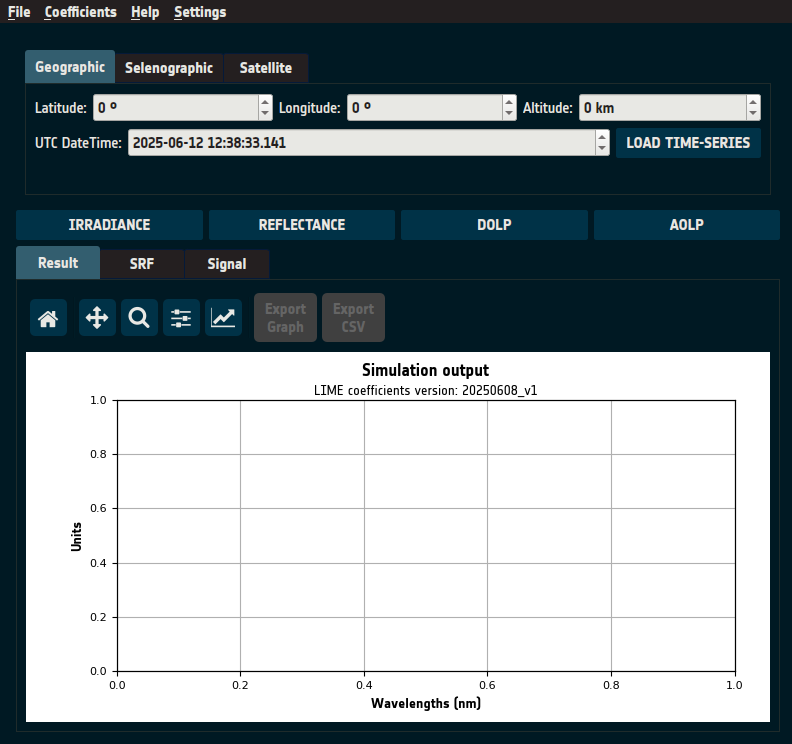 File Coefficients Help Settings
Geographic Selenographic Satellite
Latitude: 0 º Longitude: 0 º Altitude: 0 km
UTC DateTime: 2025-06-12 12:38:33.141 LOAD TIME-SERIES
IRRADIANCE REFLECTANCE DOLP AOLP
Result SRF Signal
Export Graph Export CSV
Simulation output
LIME coefficients version: 20250608_v1
1.0
0.8
0.6
0.4
0.2
0.0
Units
0.0 0.2 0.4 0.6 0.8 1.0
Wavelengths (nm)